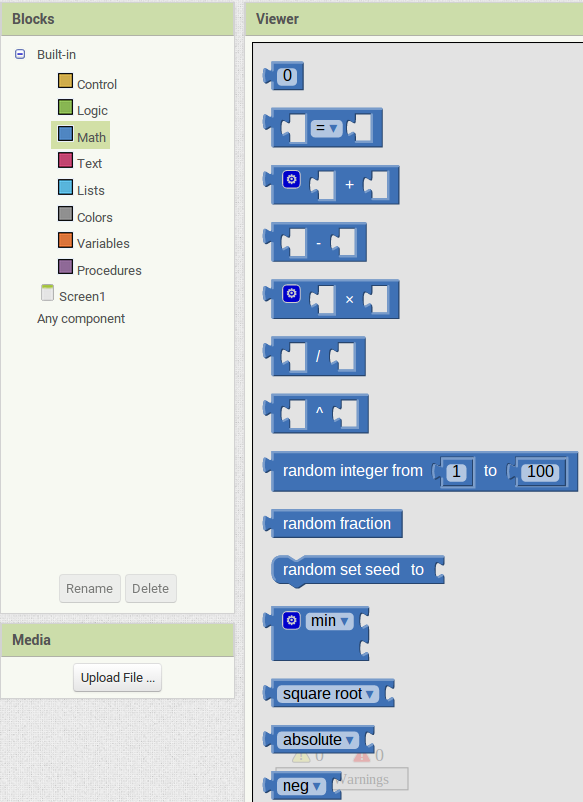 Blocks
Built-in
Control
Logic
Math
Text
Lists
Colors
Variables
Procedures
Screen1
Any component
Rename Delete
Media
Upload File ...
Viewer
0
= ▾
+
-
×
/
^
random integer from 1 to 100
random fraction
random set seed to
min ▾
square root ▾
absolute ▾
0 0
neg ▾ Warnings